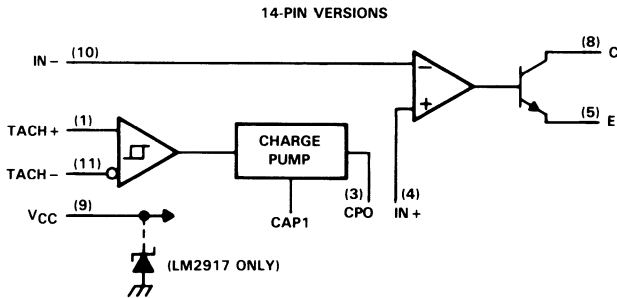 14-PIN VERSIONS
IN− (10)
(8) C
(5) E
TACH+ (1)
TACH− (11)
CHARGE
PUMP
(3)
CPO
(4)
IN+
CAP1
VCC (9)
(LM2917 ONLY)
−
+